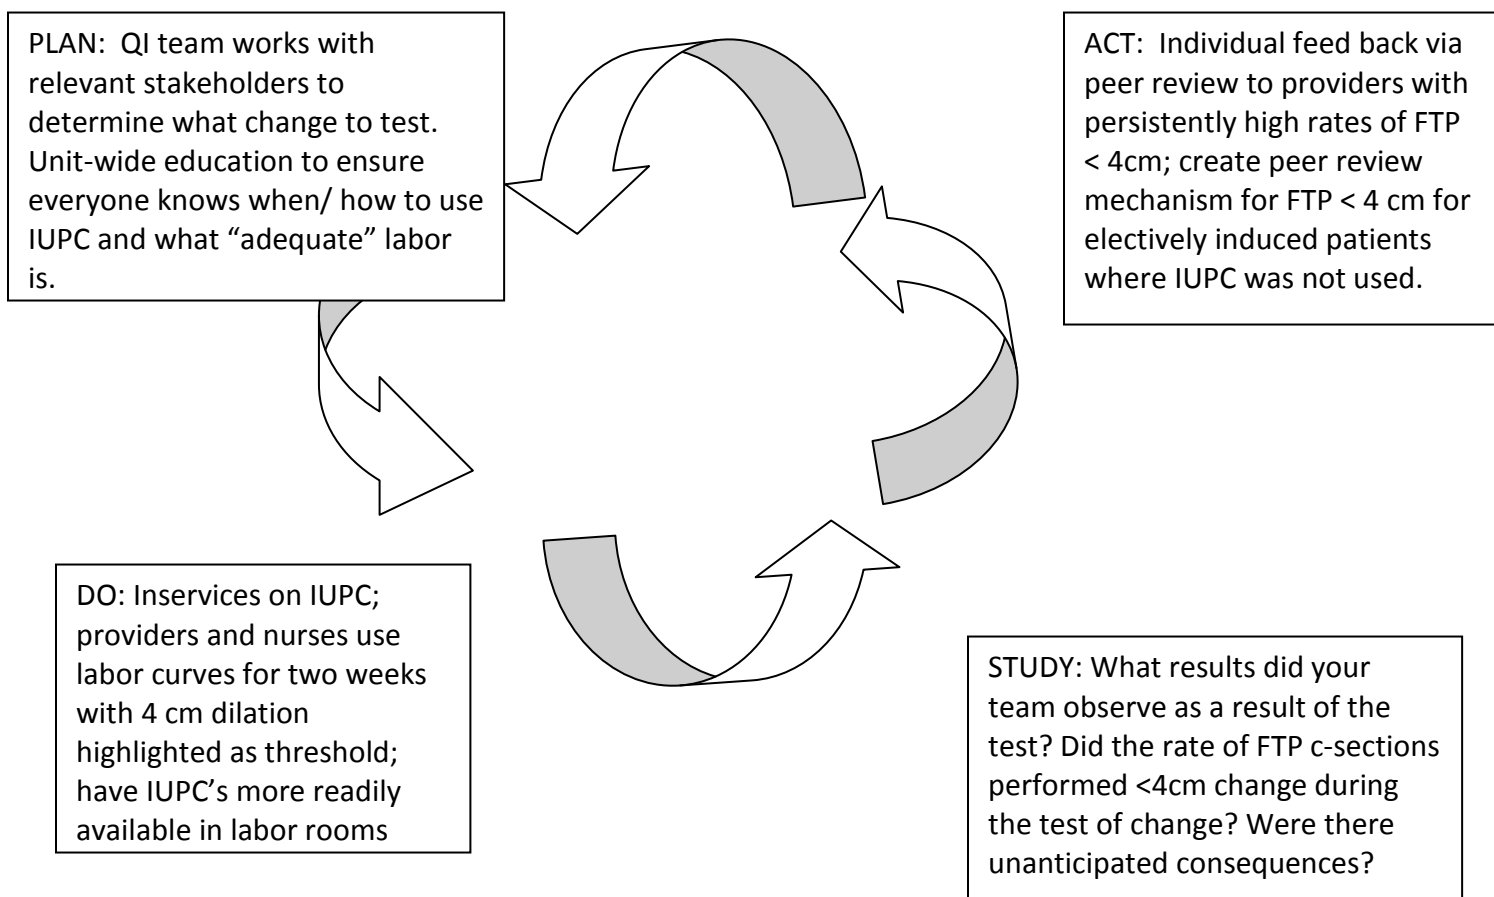 PLAN:  QI team works with
relevant stakeholders to
determine what change to test.
Unit-wide education to ensure
everyone knows when/ how to use
IUPC and what “adequate” labor
is.
DO: Inservices on IUPC;
providers and nurses use
labor curves for two weeks
with 4 cm dilation
highlighted as threshold;
have IUPC’s more readily
available in labor rooms
STUDY: What results did your
team observe as a result of the
test? Did the rate of FTP c-sections
performed <4cm change during
the test of change? Were there
unanticipated consequences?
ACT:  Individual feed back via
peer review to providers with
persistently high rates of FTP
< 4cm; create peer review
mechanism for FTP < 4 cm for
electively induced patients
where IUPC was not used.